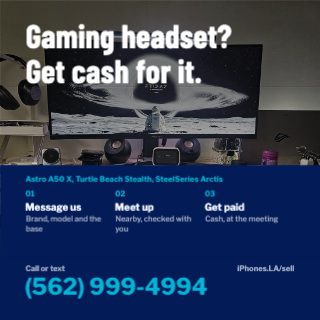 Gaming headset?
Get cash for it.
Astro A50 X, Turtle Beach Stealth, SteelSeries Arctis
01
Message us
Brand, model and the
base
02
Meet up
Nearby, checked with
you
03
Get paid
Cash, at the meeting
Call or text
iPhones.LA/sell
(562) 999-4994